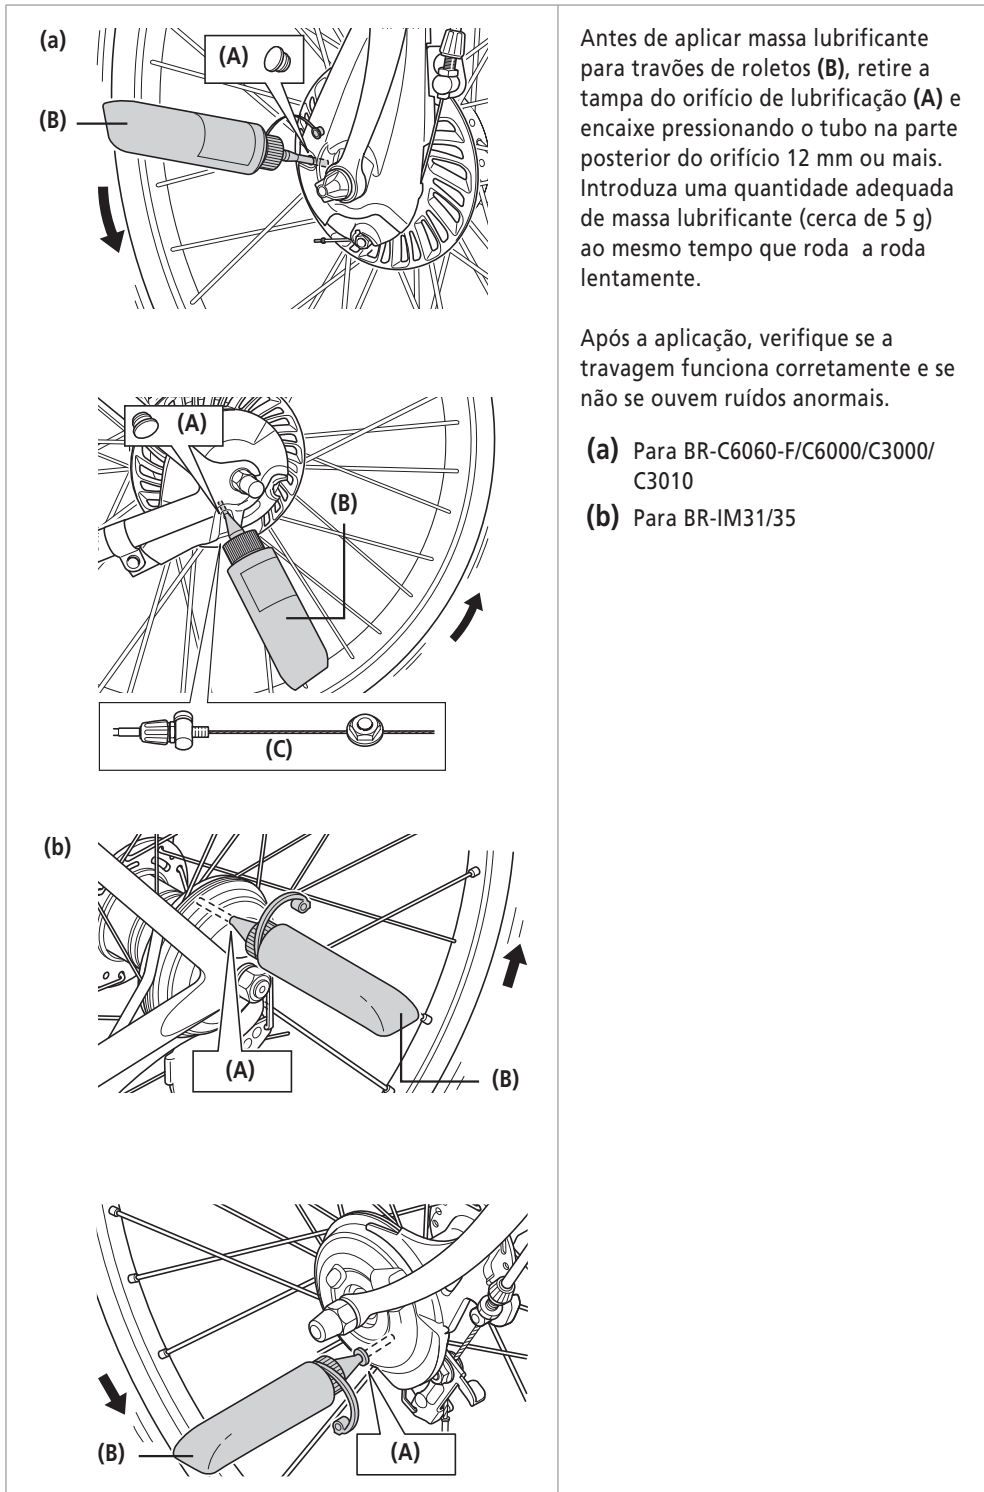 (a)
(A)
(B)
(A)
(B)
(C)
(b)
(A)
(B)
(B)
(A)
Antes de aplicar massa lubrificante
para travões de roletos (B), retire a
tampa do orifício de lubrificação (A) e
encaixe pressionando o tubo na parte
posterior do orifício 12 mm ou mais.
Introduza uma quantidade adequada
de massa lubrificante (cerca de 5 g)
ao mesmo tempo que roda  a roda
lentamente.
Após a aplicação, verifique se a
travagem funciona corretamente e se
não se ouvem ruídos anormais.
(a) Para BR-C6060-F/C6000/C3000/
C3010
(b) Para BR-IM31/35